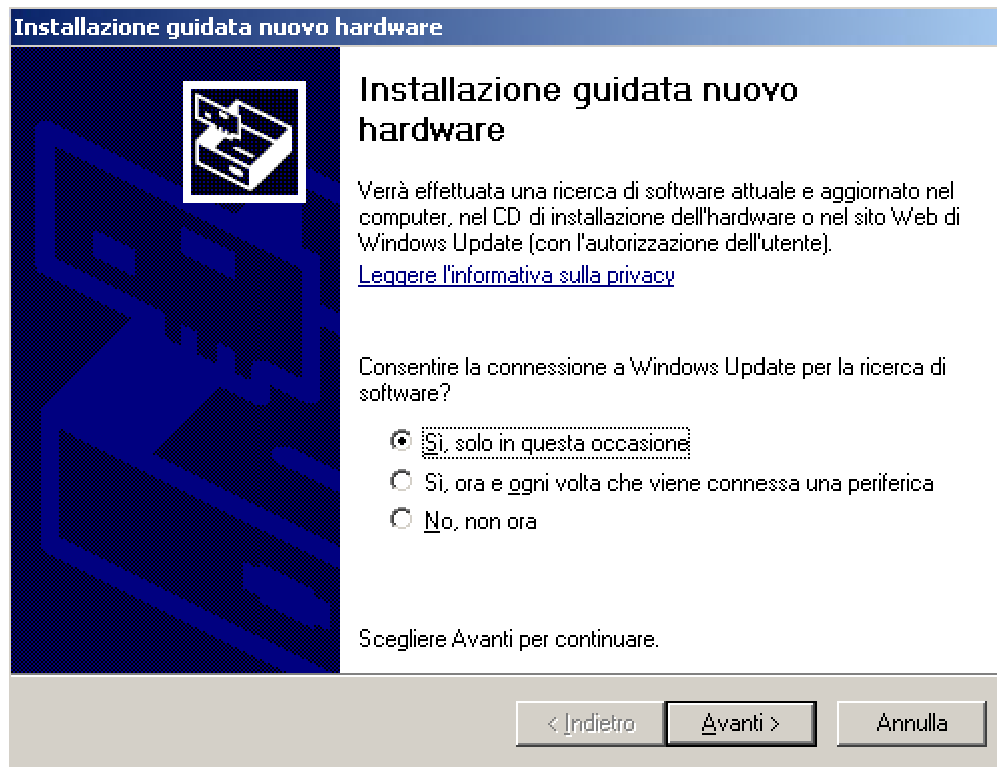 Installazione guidata nuovo hardware
Installazione guidata nuovo
hardware
Verrà effettuata una ricerca di software attuale e aggiornato nel
computer, nel CD di installazione dell'hardware o nel sito Web di
Windows Update (con l'autorizzazione dell'utente).
Leggere l'informativa sulla privacy
Consentire la connessione a Windows Update per la ricerca di
software?
Sì, solo in questa occasione
Sì, ora e ogni volta che viene connessa una periferica
No, non ora
Scegliere Avanti per continuare.
< Indietro
Avanti >
Annulla